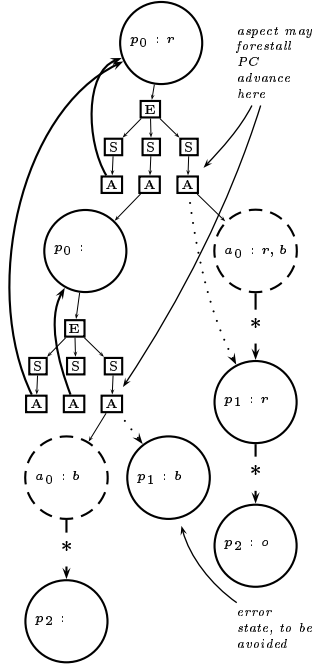 p0 : r
aspect may
forestall
PC
advance
here
E
S S S
A A A
p0 :
a0 : r, b
*
E
S S S
p1 : r
A A A
*
a0 : b
p1 : b
p2 : o
*
p2 :
error
state, to be
avoided